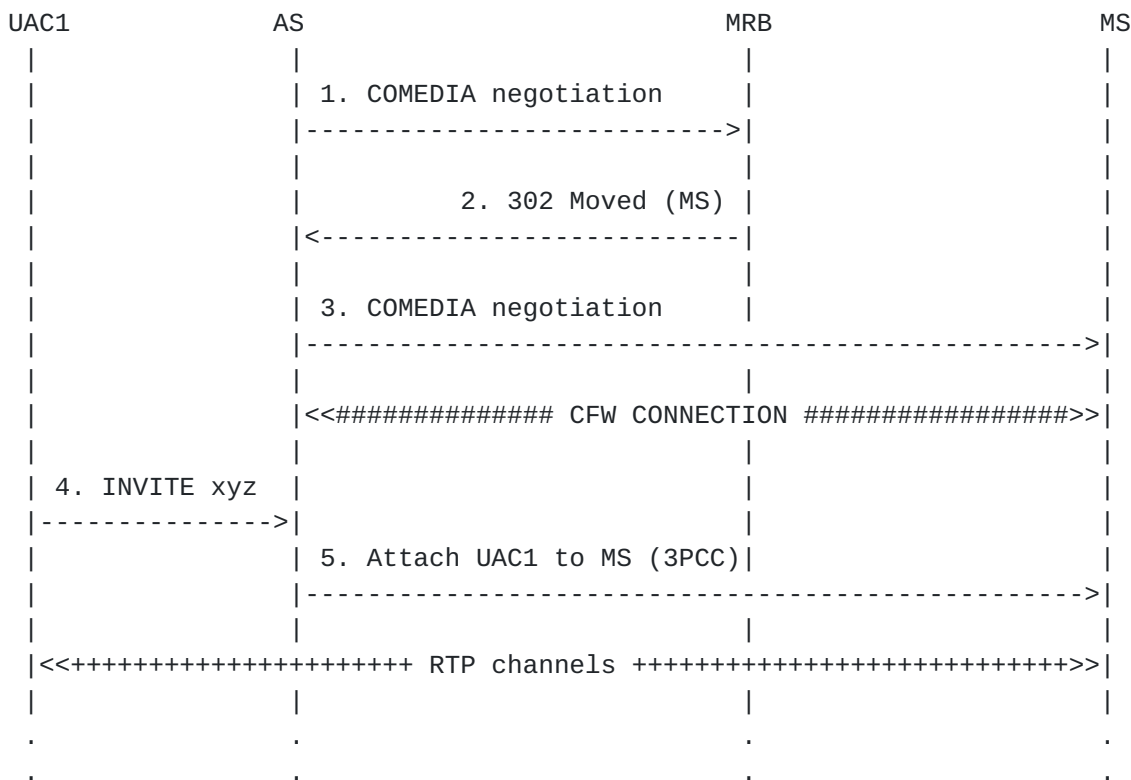 UAC1 AS MRB MS
1. COMEDIA negotiation
2. 302 Moved (MS)
3. COMEDIA negotiation
<<############## CFW CONNECTION #################>>
4. INVITE xyz
5. Attach UAC1 to MS (3PCC)
<<++++++++++++++++++++++ RTP channels ++++++++++++++++++++++++++++>>